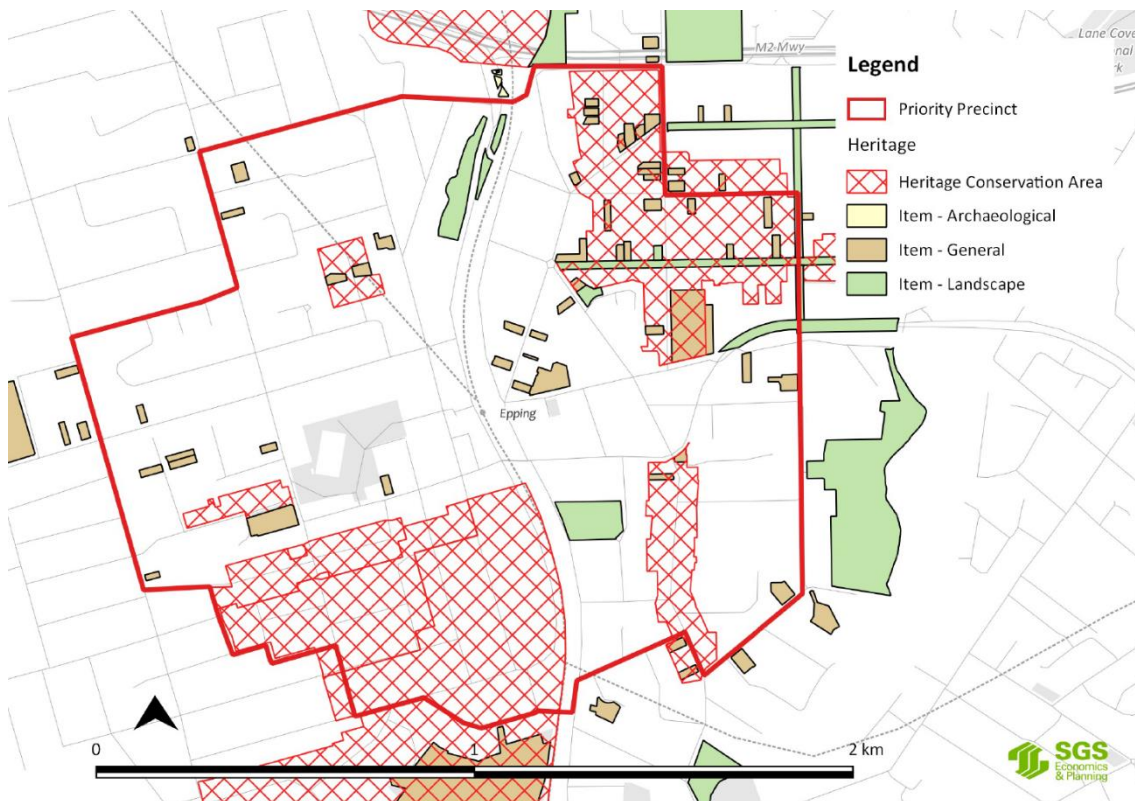 M2 Mwy
Lane Cove
Legend
Priority Precinct
Heritage
Heritage Conservation Area
Item - Archaeological
Item - General
Item - Landscape
Epping
0
1
2 km
SGS
Economics
& Planning